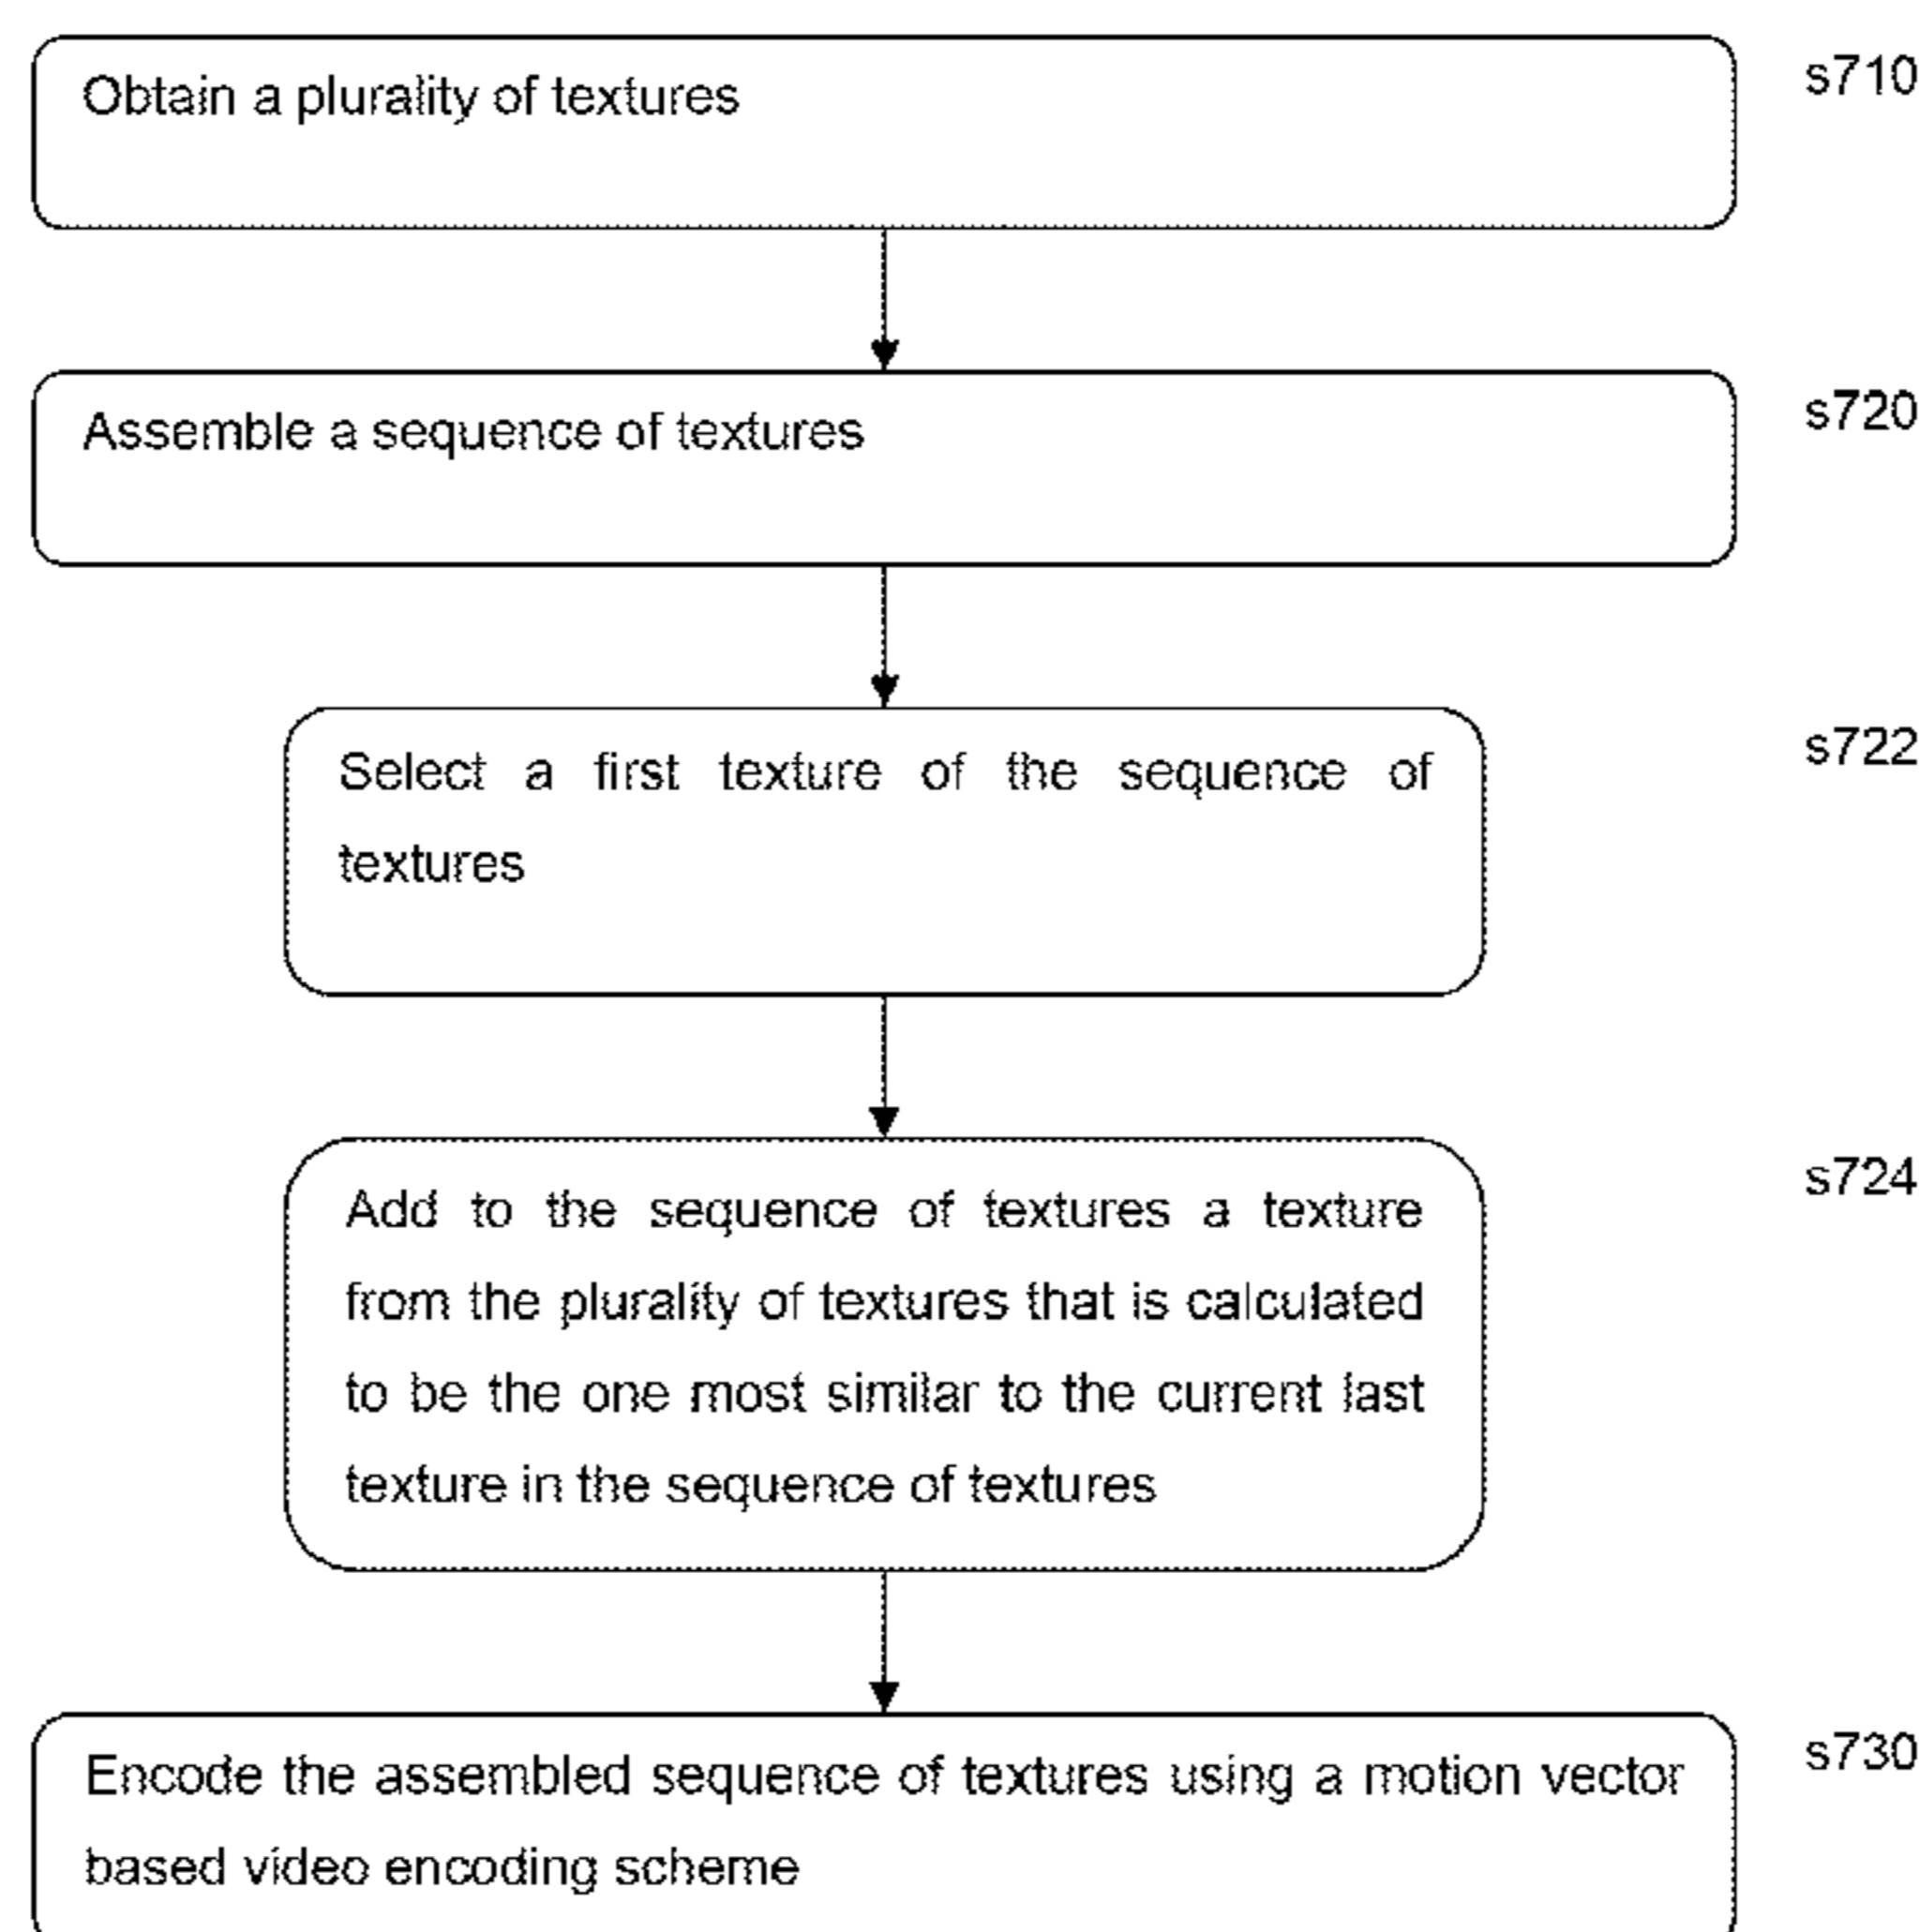 Obtain a plurality of textures
s710
Assemble a sequence of textures
s720
Select a first texture of the sequence of
textures
s722
Add to the sequence of textures a texture
from the plurality of textures that is calculated
to be the one most similar to the current last
texture in the sequence of textures
s724
Encode the assembled sequence of textures using a motion vector
based video encoding scheme
s730